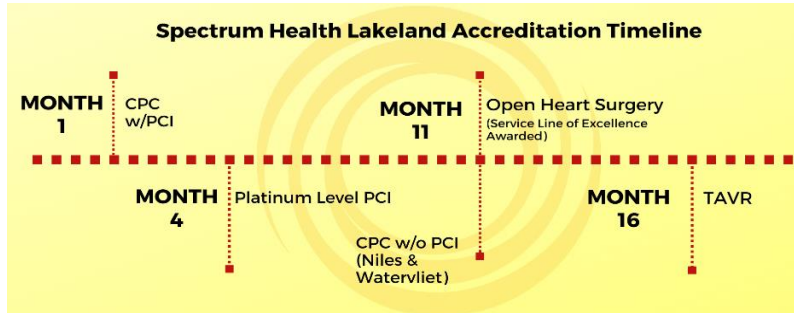 Spectrum Health Lakeland Accreditation Timeline
MONTH
1
CPC
w/PCI
MONTH
4
Platinum Level PCI
MONTH
11
Open Heart Surgery
(Service Line of Excellence
Awarded)
CPC w/o PCI
(Niles &
Watervliet)
MONTH
16
TAVR